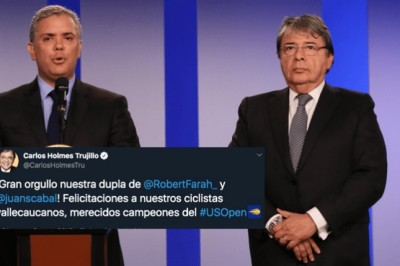 Carlos Holmes Trujillo
@CarlosHolmesTru
Gran orgullo nuestra dupla de @RobertFarah_ y
@juanscabal! Felicitaciones a nuestros ciclistas
vallecaucanos, merecidos campeones del #USOpen